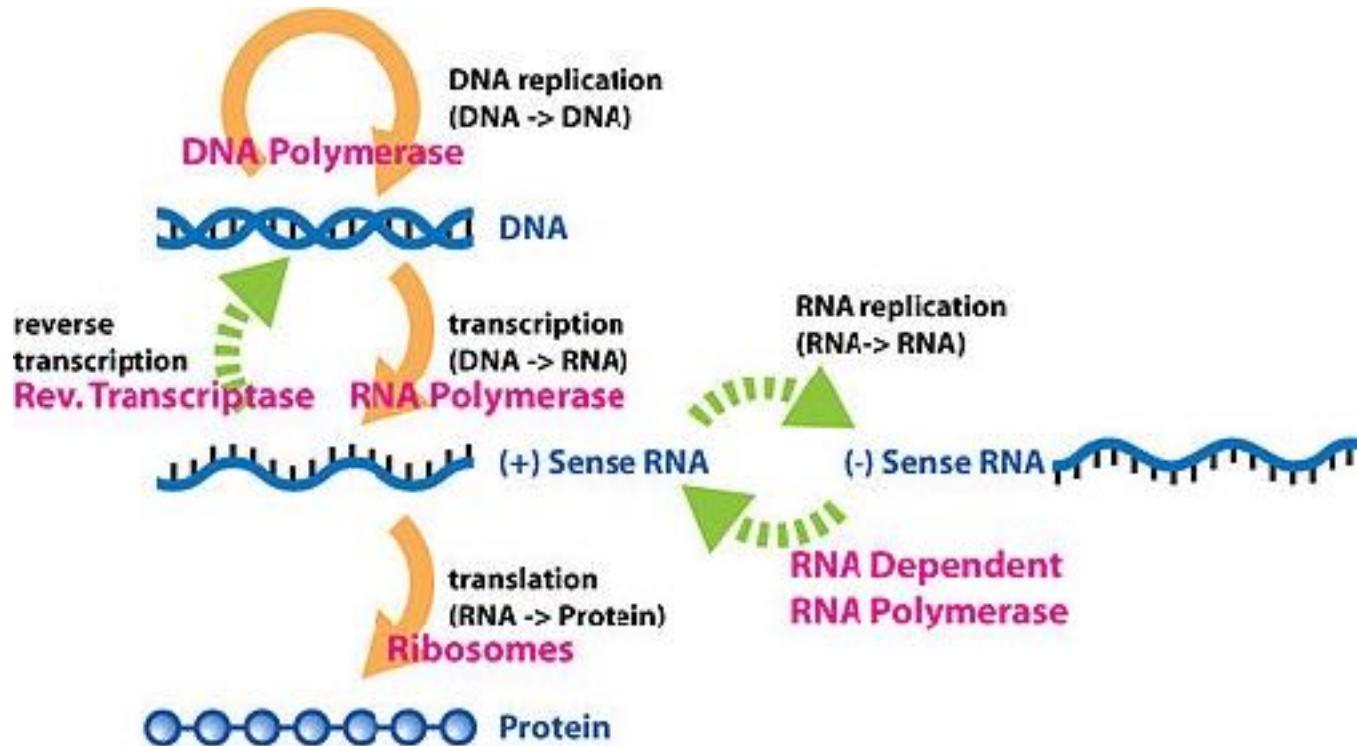 DNA replication
(DNA -> DNA)
DNA Polymerase
DNA
reverse
transcription
Rev. Transcriptase
transcription
(DNA -> RNA)
RNA Polymerase
RNA replication
(RNA-> RNA)
(+) Sense RNA
(-) Sense RNA
RNA Dependent
RNA Polymerase
translation
(RNA -> Protein)
Ribosomes
Protein